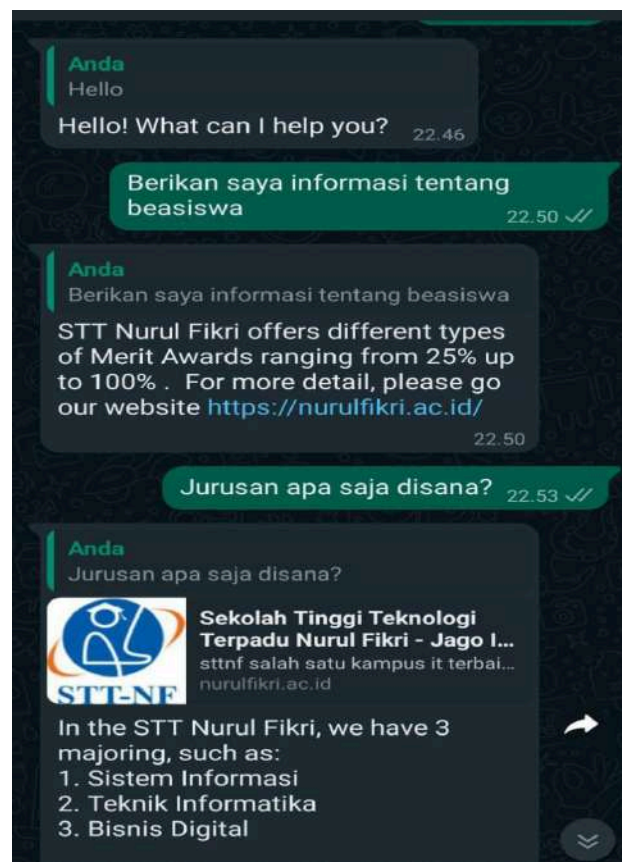 Anda
Hello
Hello! What can I help you?
22.46
Berikan saya informasi tentang
beasiswa
22.50
Anda
Berikan saya informasi tentang beasiswa
STT Nurul Fikri offers different types
of Merit Awards ranging from 25% up
to 100% .  For more detail, please go
our website https://nurulfikri.ac.id/
22.50
Jurusan apa saja disana? 22.53
Anda
Jurusan apa saja disana?
STT-NF
Sekolah Tinggi Teknologi
Terpadu Nurul Fikri - Jago I...
sttnf salah satu kampus it terbai...
nurulfikri.ac.id
In the STT Nurul Fikri, we have 3
majoring, such as:
1. Sistem Informasi
2. Teknik Informatika
3. Bisnis Digital